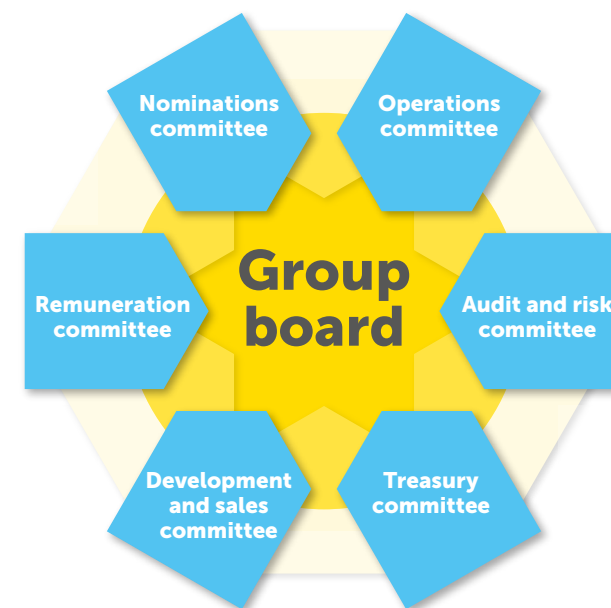 Nominations
committee
Operations
committee
Group
board
Remuneration
committee
Audit and risk
committee
Development
and sales
committee
Treasury
committee